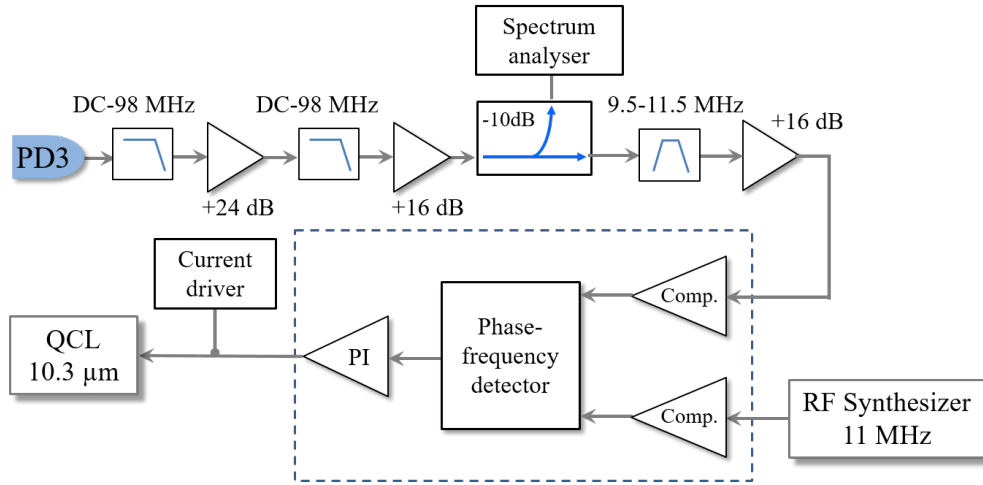 Spectrum
analyser
DC-98 MHz
DC-98 MHz
-10dB
9.5-11.5 MHz
+16 dB
PD3
+24 dB
+16 dB
Current
driver
QCL
10.3 µm
PI
Phase-
frequency
detector
Comp.
Comp.
RF Synthesizer
11 MHz